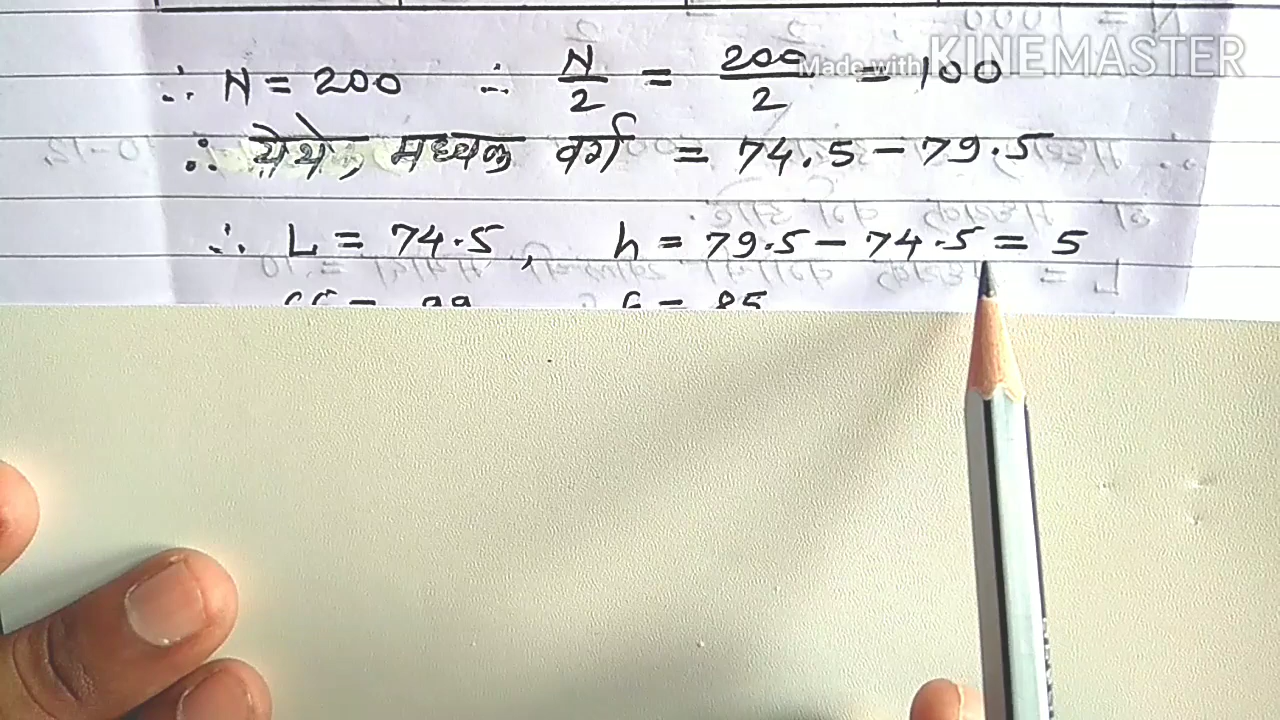 ∴ N = 200 ∴ N/2 = 200/2 = 100
Made with KINEMASTER
∴ येथे, मध्यक वर्ग = 74.5 – 79.5
∴ L = 74.5, h = 79.5 – 74.5 = 5